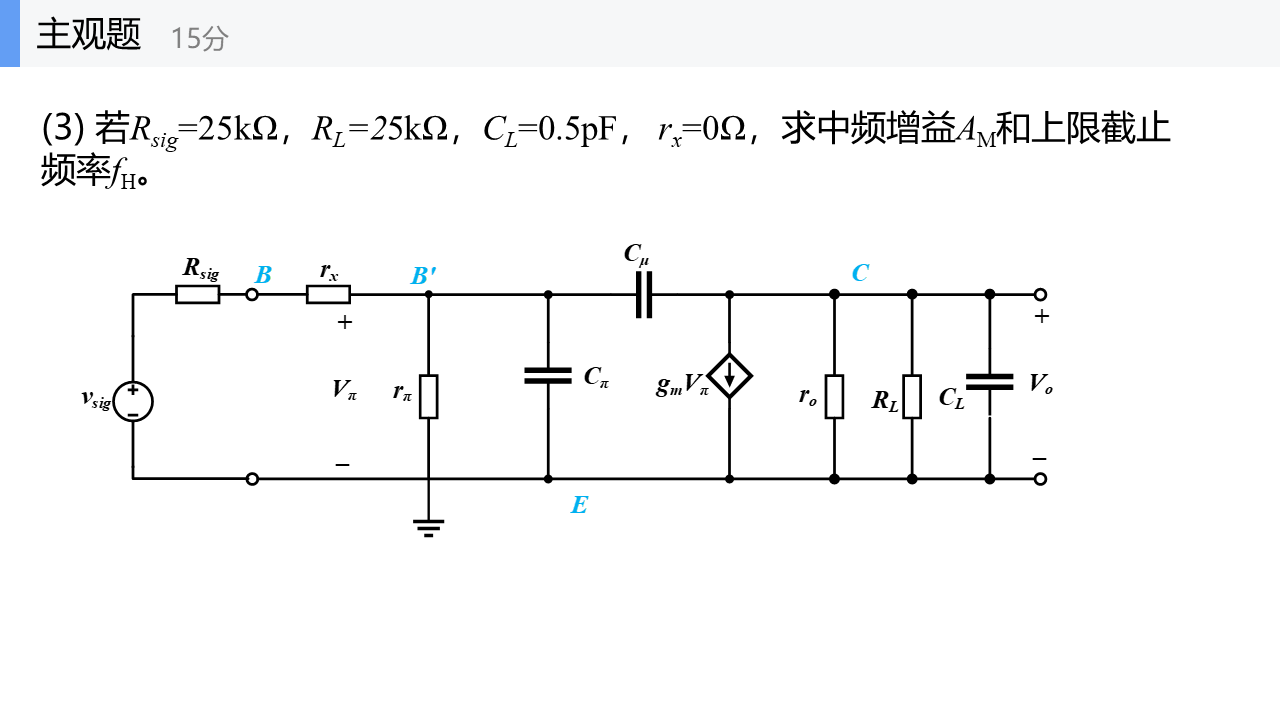 主观题 15分
(3) 若Rsig=25kΩ，RL=25kΩ，CL=0.5pF，rx=0Ω，求中频增益AM和上限截止
频率fH。
Cμ
Rsig B rx B′ C
+ +
vsig + − Vπ rπ Cπ gmVπ ro RL CL Vo
− −
E